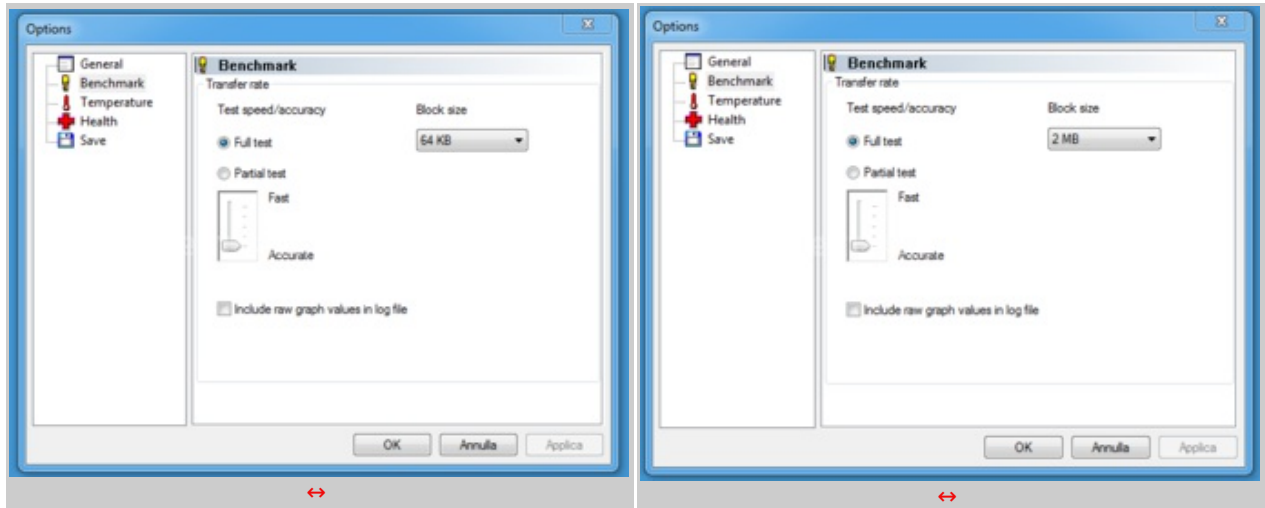 Options
General
Benchmark
Temperature
Health
Save
Benchmark
Transfer rate
Test speed/accuracy
Block size
Full test
64 KB
Partial test
Fast
Accurate
Include raw graph values in log file
OK
Annulla
Applica
Options
General
Benchmark
Temperature
Health
Save
Benchmark
Transfer rate
Test speed/accuracy
Block size
Full test
2 MB
Partial test
Fast
Accurate
Include raw graph values in log file
OK
Annulla
Applica